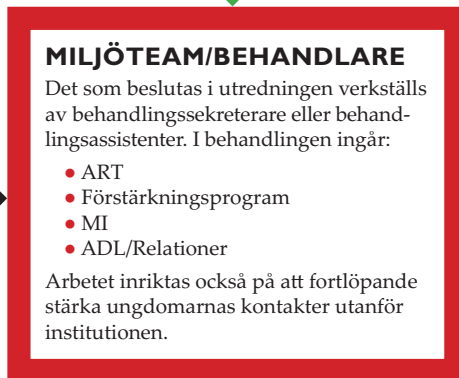 MILJÖTEAM/BEHANDLARE
Det som beslutas i utredningen verkställs
av behandlingssekreterare eller behand-
lingsassistenter. I behandlingen ingår:
● ART
● Förstärkningsprogram
● MI
● ADL/Relationer
Arbetet inriktas också på att fortlöpande
stärka ungdomarnas kontakter utanför
institutionen.